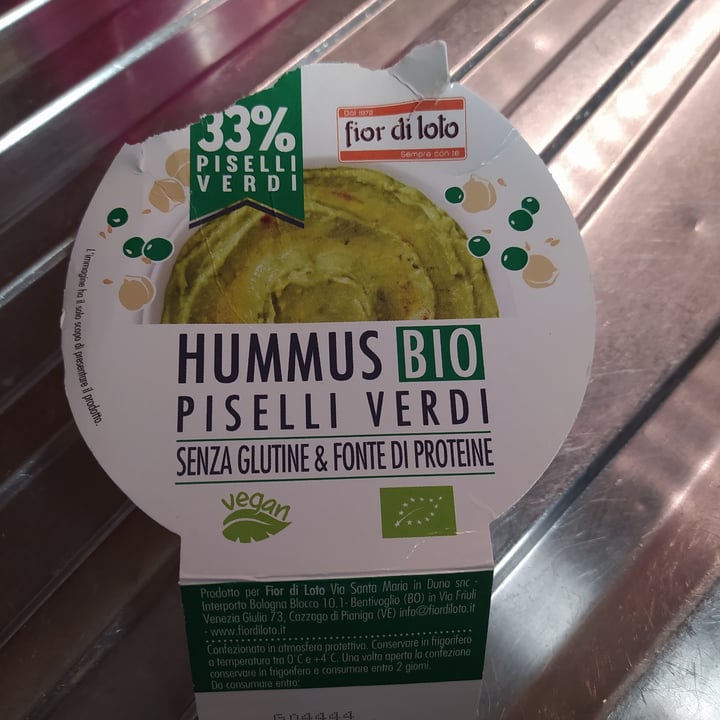 33%
PISELLI
VERDI
Dal 1972
fior di loto
Sempre con te
L'immagine ha il solo scopo di presentare il prodotto.
HUMMUS BIO
PISELLI VERDI
SENZA GLUTINE & FONTE DI PROTEINE
vegan
Prodotto per Fior di Loto Via Santa Maria in Duno snc -
Interporto Bologna Blocco 10.1- Bentivoglio (BO) in Via Friuli
Venezia Giulia 73, Cazzago di Pianiga (VE) info@fiordiloto.it
- www.fiordiloto.it
Confezionato in atmosfera protettiva. Conservare in frigorifero
a temperatura tra 0 C e +4 C. Una volta aperta la confezione
conservare in frigorifero e consumare entro 2 giorni.
Da consumare entro: